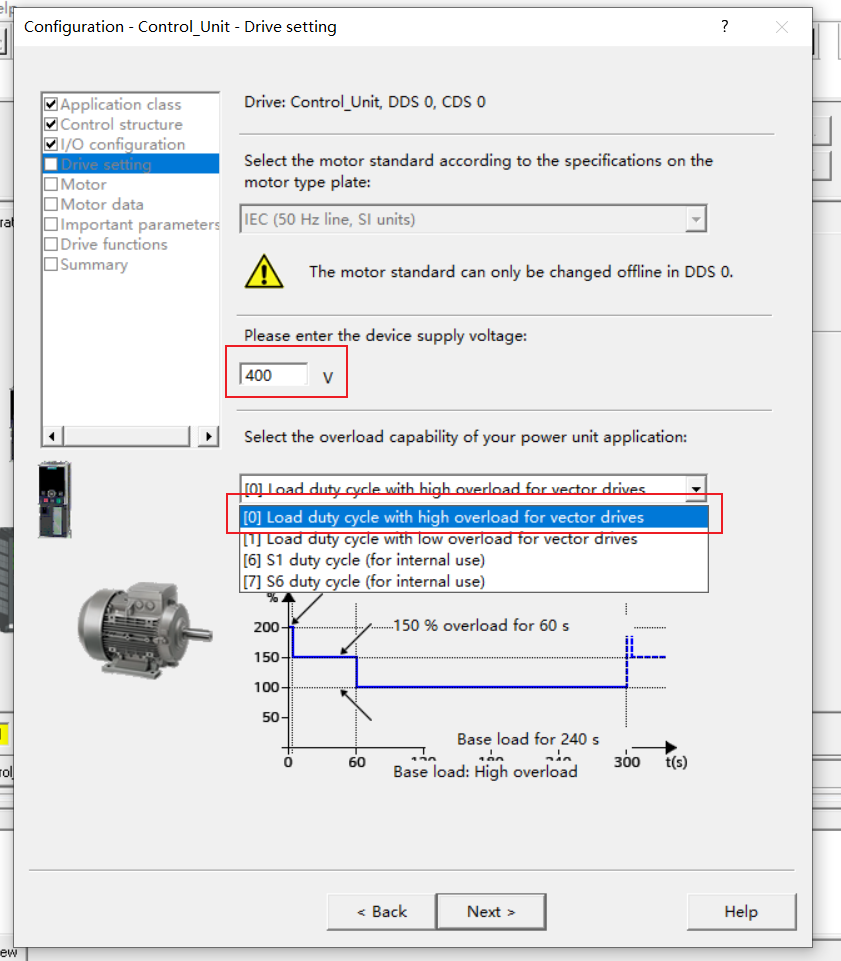 Configuration - Control_Unit - Drive setting
?
Application class
Control structure
I/O configuration
Drive setting
Motor
Motor data
Important parameters
Drive functions
Summary
Drive: Control_Unit, DDS 0, CDS 0
Select the motor standard according to the specifications on the
motor type plate:
IEC (50 Hz line, SI units)
The motor standard can only be changed offline in DDS 0.
Please enter the device supply voltage:
400 V
Select the overload capability of your power unit application:
[0] Load duty cycle with high overload for vector drives
[0] Load duty cycle with high overload for vector drives
[1] Load duty cycle with low overload for vector drives
[6] S1 duty cycle (for internal use)
[7] S6 duty cycle (for internal use)
%
200
150 % overload for 60 s
150
100
50
Base load for 240 s
0 60 120 180 240 300 t(s)
Base load: High overload
< Back Next > Help